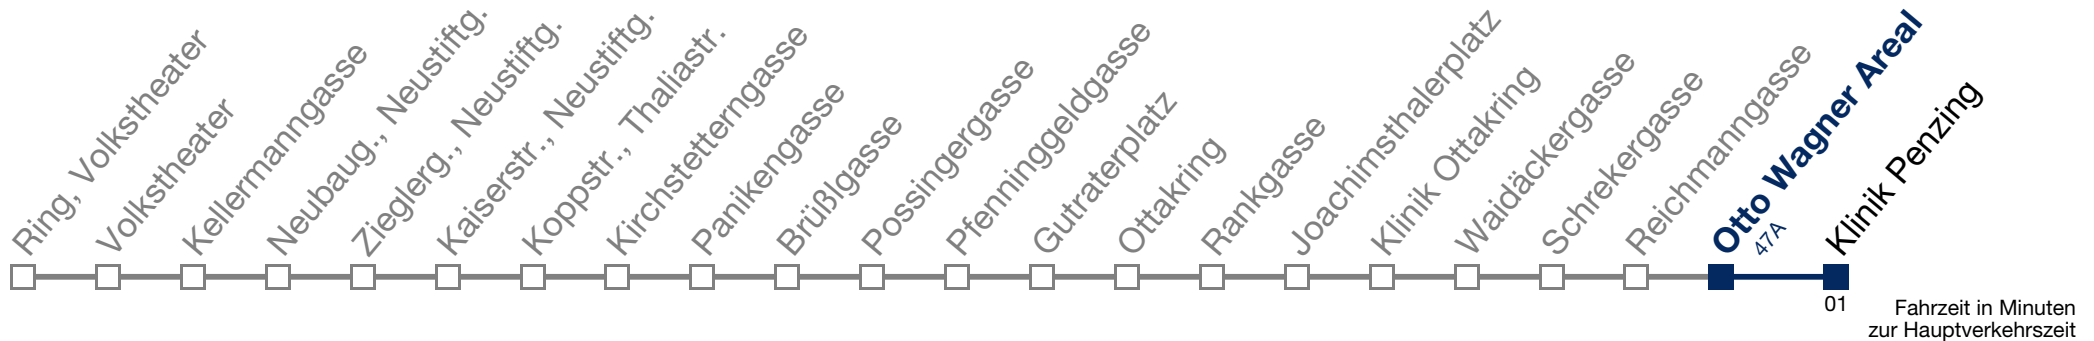 Ring, Volkstheater
Volkstheater
Kellermanngasse
Neubaug., Neustiftg.
Zieglerg., Neustiftg.
Kaiserstr., Neustiftg.
Koppstr., Thaliastr.
Kirchstetterngasse
Panikengasse
Brüßlgasse
Possingergasse
Pfenninggeldgasse
Gutraterplatz
Ottakring
Rankgasse
Joachimsthalerplatz
Klinik Ottakring
Waidäckergasse
Schrekergasse
Reichmanngasse
Otto Wagner Areal
47A
Klinik Penzing
01
Fahrzeit in Minuten
zur Hauptverkehrszeit